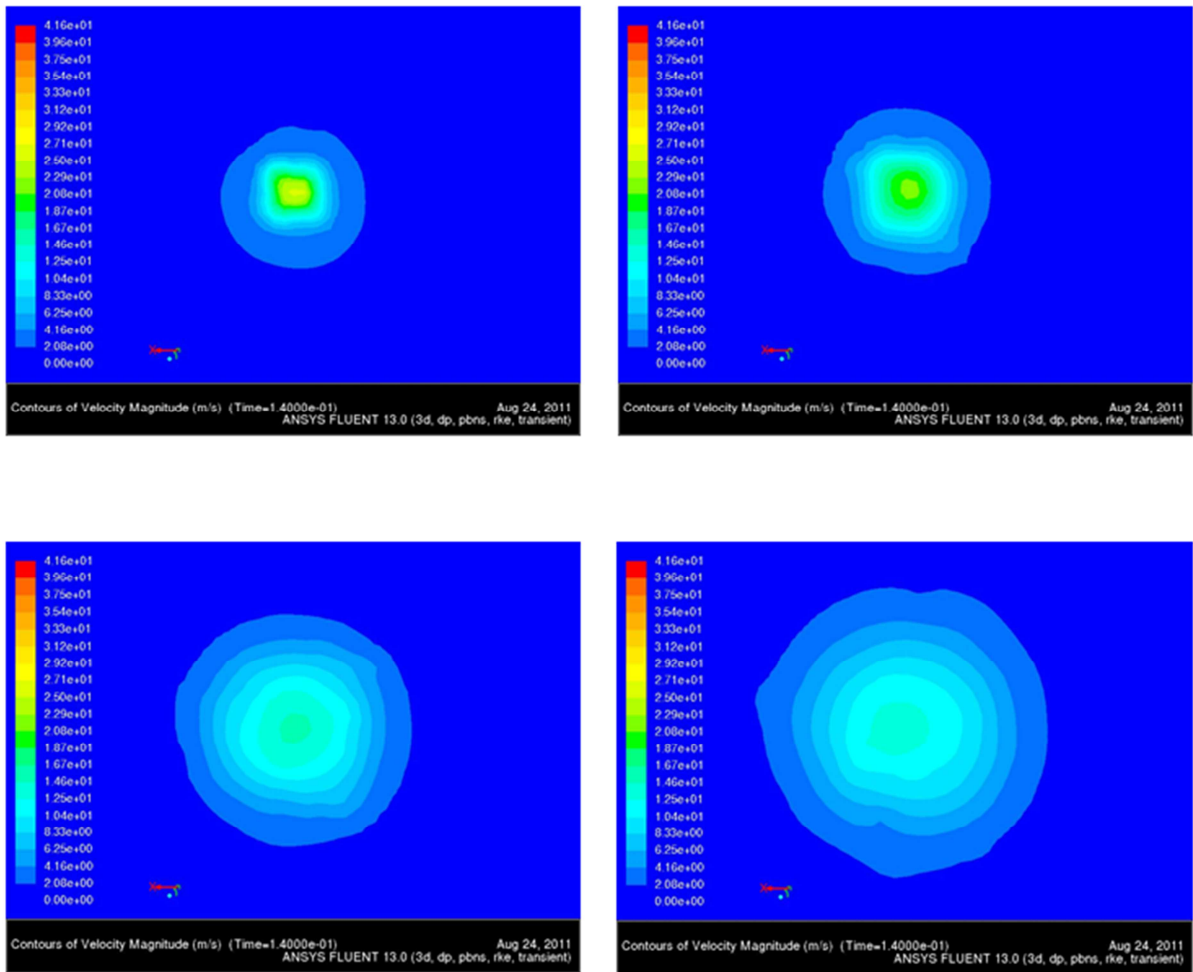 4.16e+01
3.96e+01
3.75e+01
3.54e+01
3.33e+01
3.12e+01
2.92e+01
2.71e+01
2.50e+01
2.29e+01
2.08e+01
1.87e+01
1.67e+01
1.46e+01
1.25e+01
1.04e+01
8.33e+00
6.25e+00
4.16e+00
2.08e+00
0.00e+00
X
Contours of Velocity Magnitude (m/s) (Time=1.4000e-01)
Aug 24, 2011
ANSYS FLUENT 13.0 (3d, dp, pbns, rke, transient)
4.16e+01
3.96e+01
3.75e+01
3.54e+01
3.33e+01
3.12e+01
2.92e+01
2.71e+01
2.50e+01
2.29e+01
2.08e+01
1.87e+01
1.67e+01
1.46e+01
1.25e+01
1.04e+01
8.33e+00
6.25e+00
4.16e+00
2.08e+00
0.00e+00
X
Contours of Velocity Magnitude (m/s) (Time=1.4000e-01)
Aug 24, 2011
ANSYS FLUENT 13.0 (3d, dp, pbns, rke, transient)
4.16e+01
3.96e+01
3.75e+01
3.54e+01
3.33e+01
3.12e+01
2.92e+01
2.71e+01
2.50e+01
2.29e+01
2.08e+01
1.87e+01
1.67e+01
1.46e+01
1.25e+01
1.04e+01
8.33e+00
6.25e+00
4.16e+00
2.08e+00
0.00e+00
X
Contours of Velocity Magnitude (m/s) (Time=1.4000e-01)
Aug 24, 2011
ANSYS FLUENT 13.0 (3d, dp, pbns, rke, transient)
4.16e+01
3.96e+01
3.75e+01
3.54e+01
3.33e+01
3.12e+01
2.92e+01
2.71e+01
2.50e+01
2.29e+01
2.08e+01
1.87e+01
1.67e+01
1.46e+01
1.25e+01
1.04e+01
8.33e+00
6.25e+00
4.16e+00
2.08e+00
0.00e+00
X
Contours of Velocity Magnitude (m/s) (Time=1.4000e-01)
Aug 24, 2011
ANSYS FLUENT 13.0 (3d, dp, pbns, rke, transient)